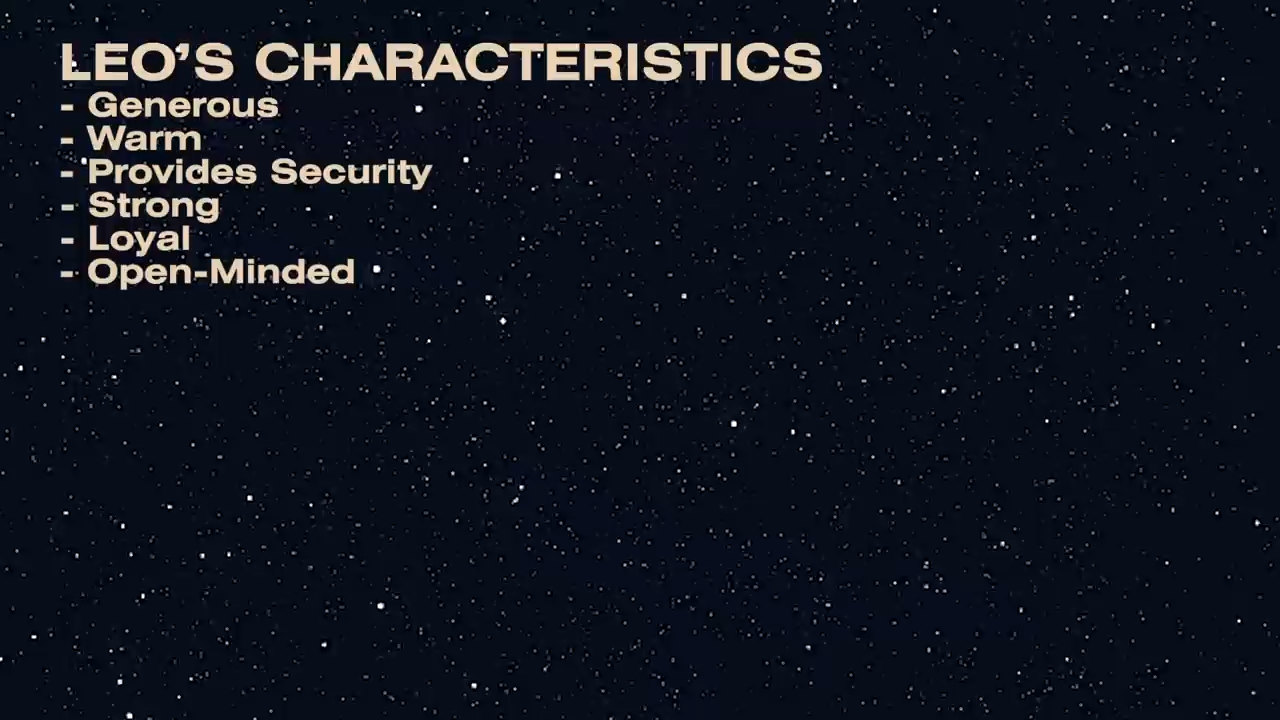 LEO’S CHARACTERISTICS
- Generous
- Warm
- Provides Security
- Strong
- Loyal
- Open-Minded